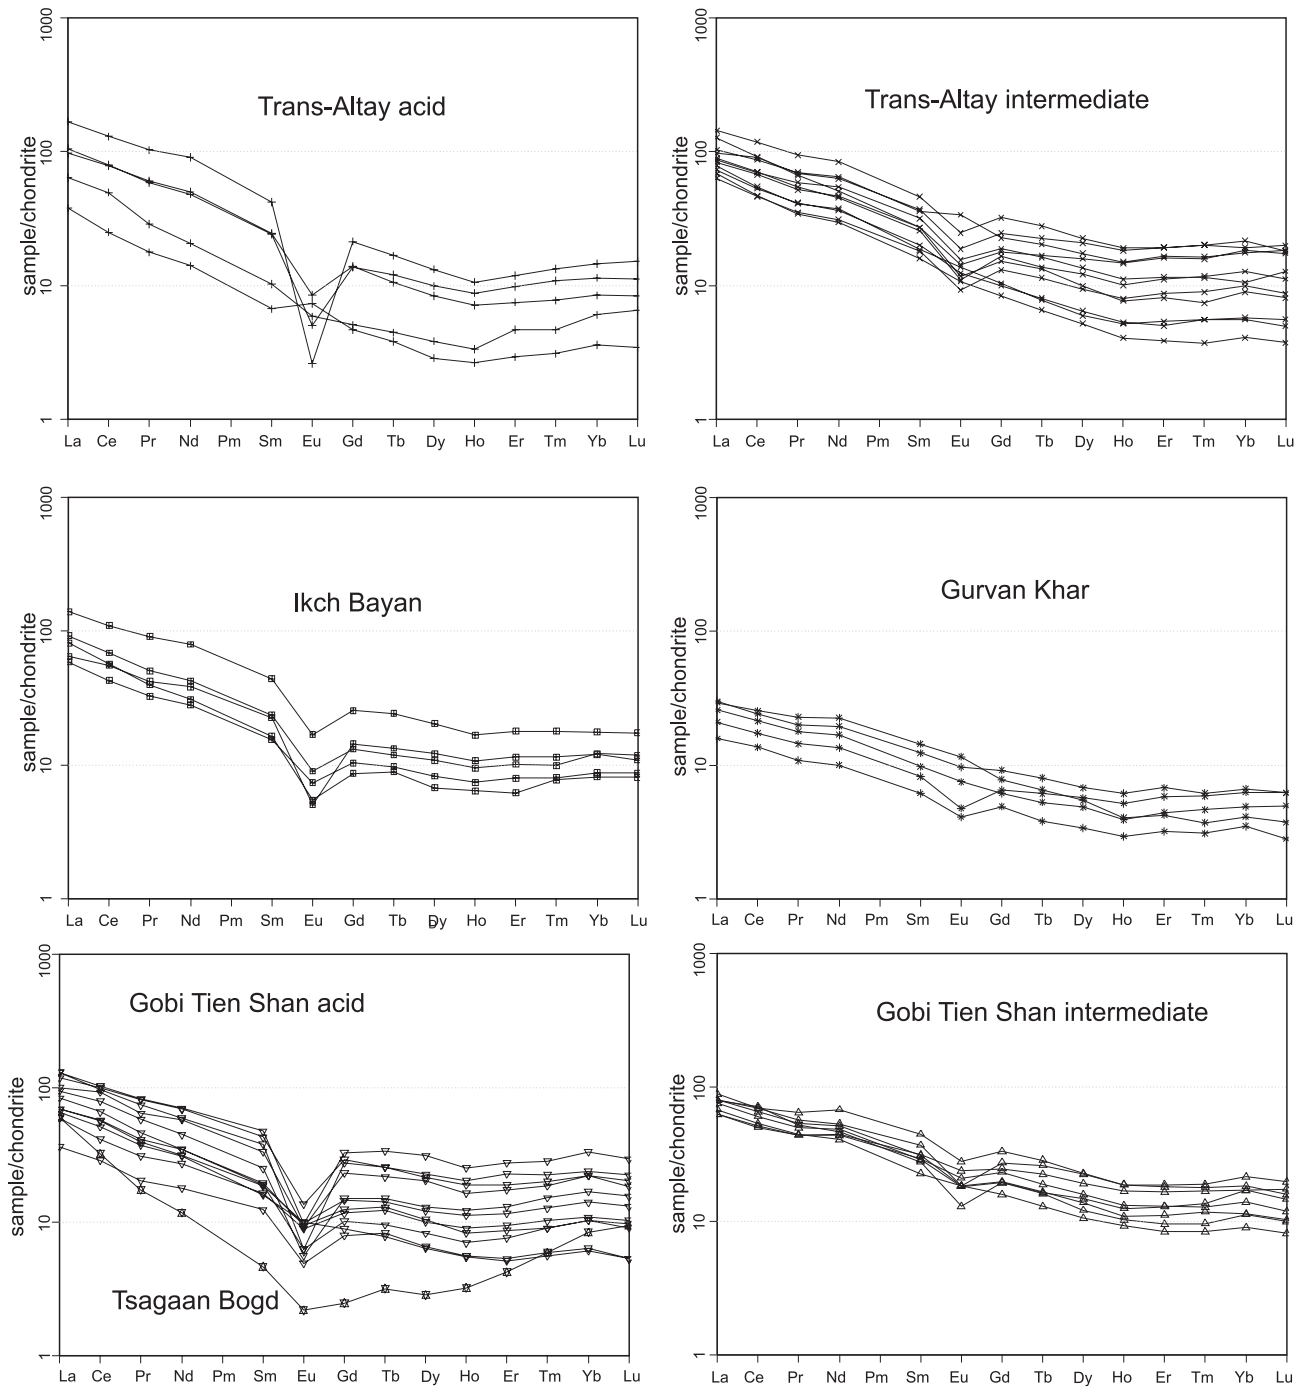 1000
100
10
1
sample/chondrite
Trans-Altay acid
La Ce Pr Nd Pm Sm Eu Gd Tb Dy Ho Er Tm Yb Lu
1000
100
10
1
sample/chondrite
Trans-Altay intermediate
La Ce Pr Nd Pm Sm Eu Gd Tb Dy Ho Er Tm Yb Lu
1000
100
10
1
sample/chondrite
Ikch Bayan
La Ce Pr Nd Pm Sm Eu Gd Tb Dy Ho Er Tm Yb Lu
1000
100
10
1
sample/chondrite
Gurvan Khar
La Ce Pr Nd Pm Sm Eu Gd Tb Dy Ho Er Tm Yb Lu
1000
100
10
1
sample/chondrite
Gobi Tien Shan acid
Tsagaan Bogd
La Ce Pr Nd Pm Sm Eu Gd Tb Dy Ho Er Tm Yb Lu
1000
100
10
1
sample/chondrite
Gobi Tien Shan intermediate
La Ce Pr Nd Pm Sm Eu Gd Tb Dy Ho Er Tm Yb Lu